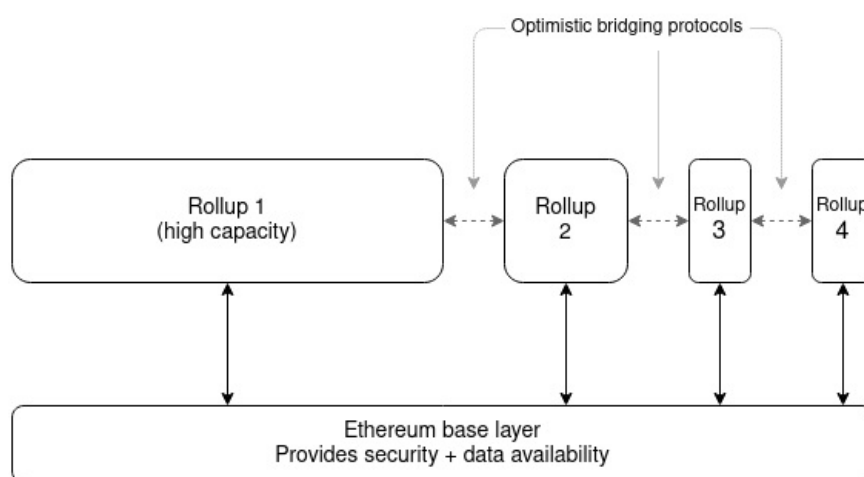 Optimistic bridging protocols
Rollup 1
(high capacity)
Rollup
2
Rollup
3
Rollup
4
Ethereum base layer
Provides security + data availability